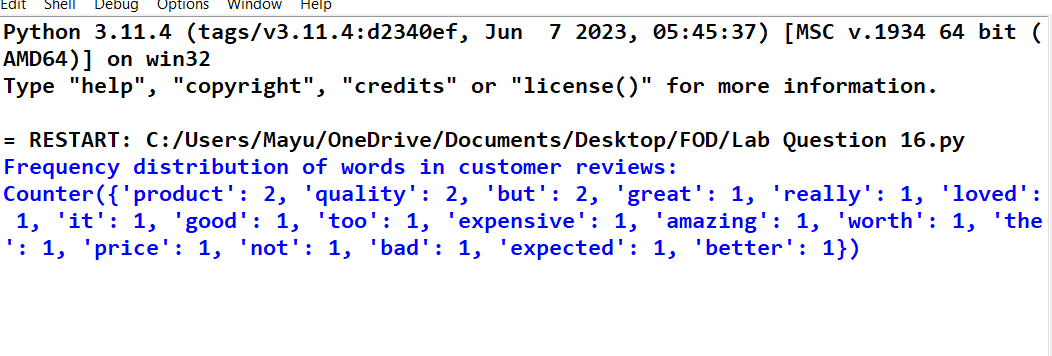 Edit Shell Debug Options Window Help
Python 3.11.4 (tags/v3.11.4:d2340ef, Jun  7 2023, 05:45:37) [MSC v.1934 64 bit (
AMD64)] on win32
Type "help", "copyright", "credits" or "license()" for more information.
= RESTART: C:/Users/Mayu/OneDrive/Documents/Desktop/FOD/Lab Question 16.py
Frequency distribution of words in customer reviews:
Counter({'product': 2, 'quality': 2, 'but': 2, 'great': 1, 'really': 1, 'loved':
 1, 'it': 1, 'good': 1, 'too': 1, 'expensive': 1, 'amazing': 1, 'worth': 1, 'the
': 1, 'price': 1, 'not': 1, 'bad': 1, 'expected': 1, 'better': 1})